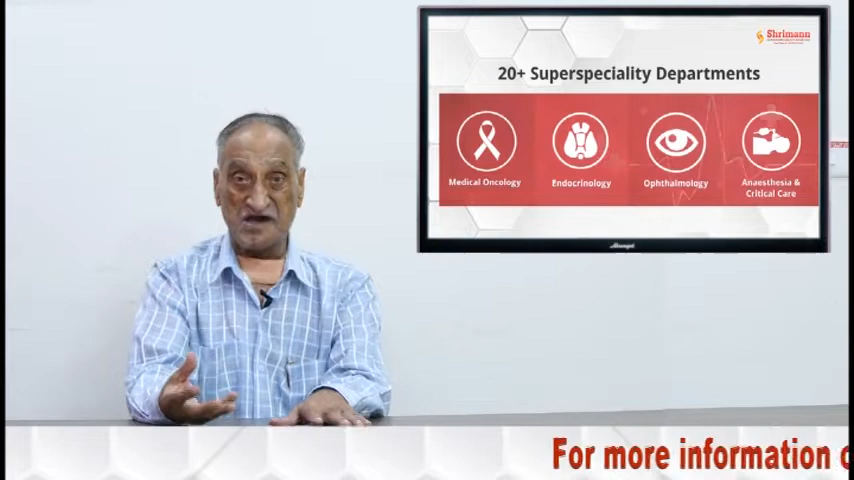 Shrimann
20+ Superspeciality Departments
Medical Oncology
Endocrinology
Ophthalmology
Anaesthesia &
Critical Care
For more information